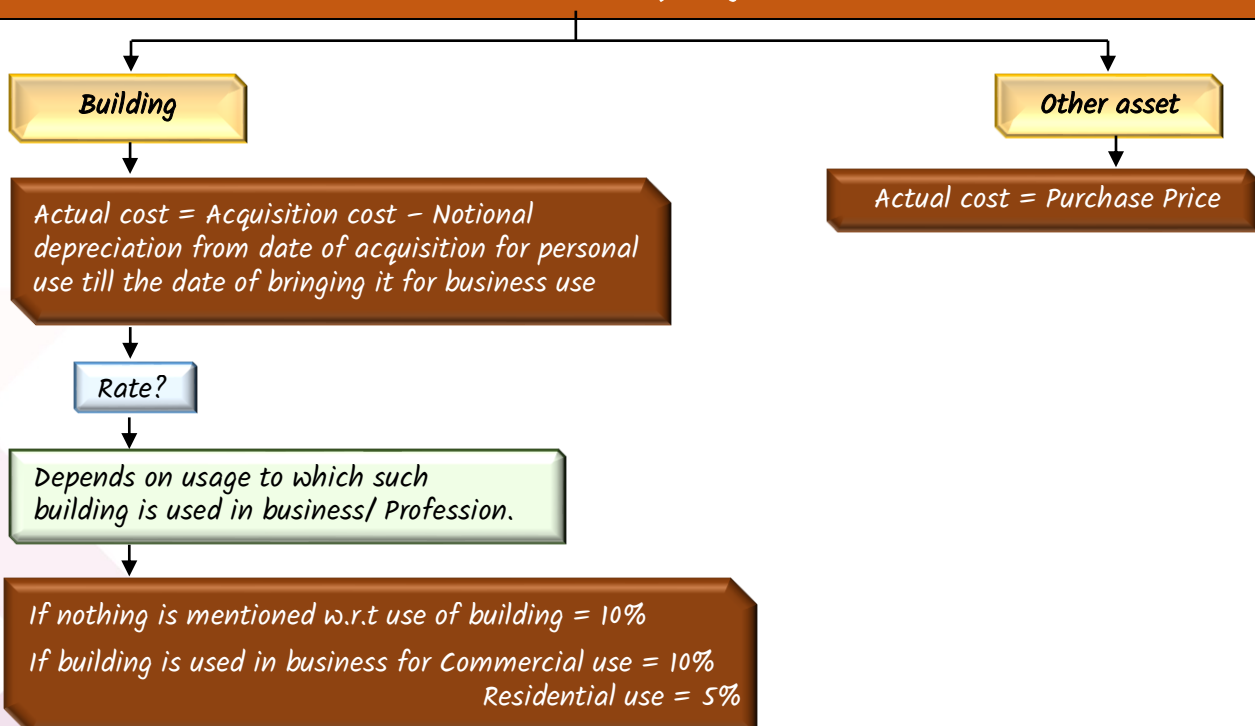 Building
Other asset
Actual cost = Acquisition cost – Notional
depreciation from date of acquisition for personal
use till the date of bringing it for business use
Actual cost = Purchase Price
Rate?
Depends on usage to which such
building is used in business/ Profession.
If nothing is mentioned w.r.t use of building = 10%
If building is used in business for Commercial use = 10%
Residential use = 5%